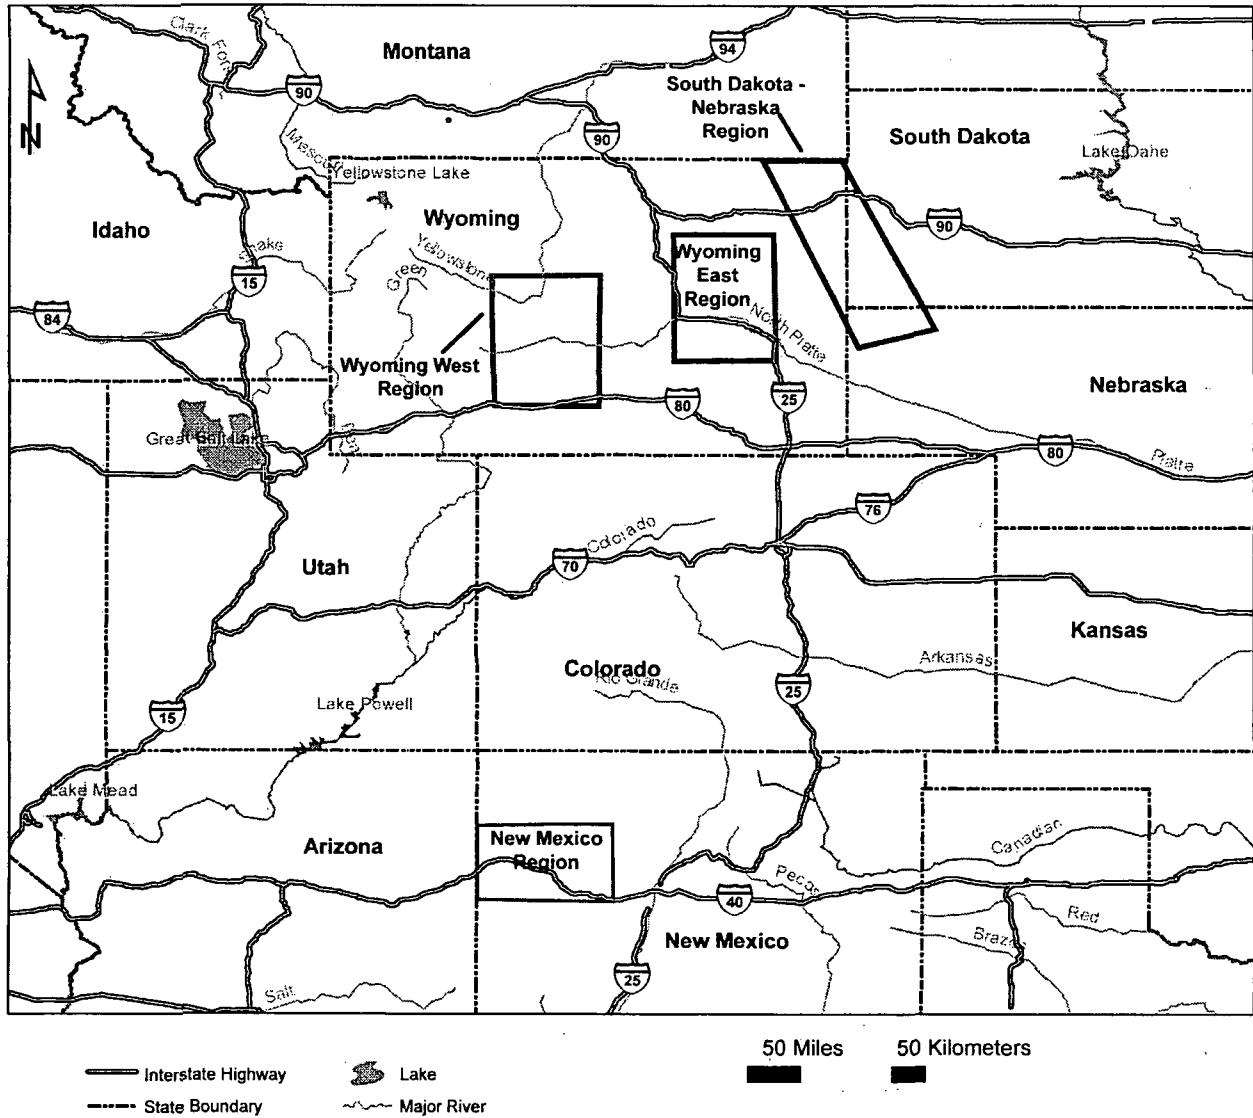 Clark Fork
Montana
94
90
South Dakota -
Nebraska
Region
90
South Dakota
N
Yellowstone Lake
Lake Oahe
Idaho
Wyoming
Snake
Yellowstone
Green
Wyoming
East
Region
90
15
84
North Platte
Wyoming West
Region
Nebraska
80
25
Great Salt Lake
80
Platte
76
Colorado
70
Utah
Kansas
Arkansas
Colorado
Rio Grande
25
Lake Powell
15
Lake Mead
Arizona
New Mexico
Region
Canadian
Pecos
40
Red
New Mexico
Brazos
25
Salt
50 Miles
50 Kilometers
Interstate Highway
Lake
State Boundary
Major River